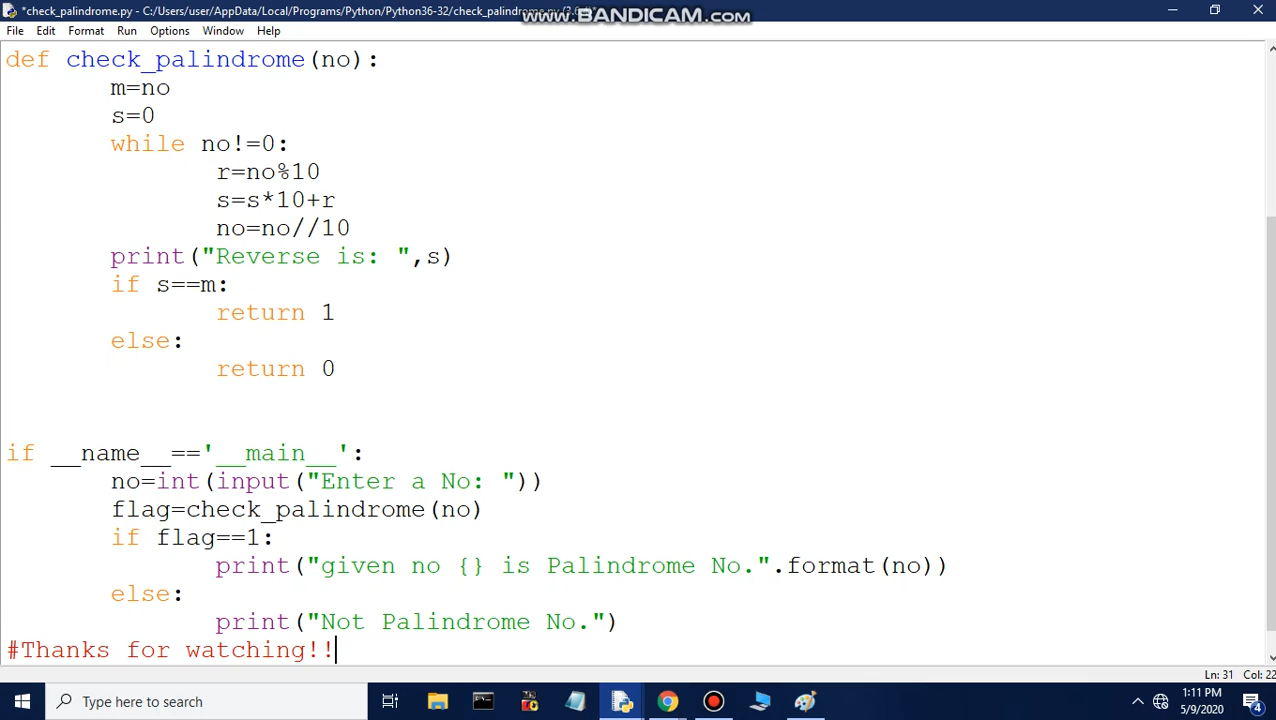 *check_palindrome.py - C:/Users/user/AppData/Local/Programs/Python/Python36-32/check_palindrome.py
www.BANDICAM.com
File Edit Format Run Options Window Help
def check_palindrome(no):
m=no
s=0
while no!=0:
r=no%10
s=s*10+r
no=no//10
print("Reverse is: ",s)
if s==m:
return 1
else:
return 0
if __name__=='__main__':
no=int(input("Enter a No: "))
flag=check_palindrome(no)
if flag==1:
print("given no {} is Palindrome No.".format(no))
else:
print("Not Palindrome No.")
#Thanks for watching!!
Ln: 31 Col: 22
Type here to search
1:11 PM
5/9/2020
4